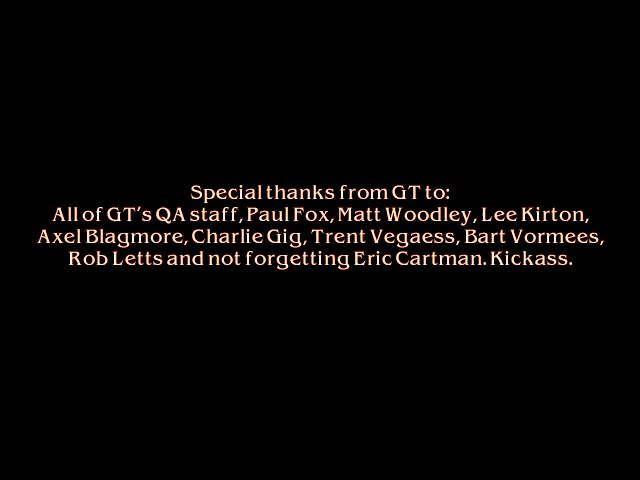 Special thanks from GT to:
All of GT's QA staff, Paul Fox, Matt Woodley, Lee Kirton,
Axel Blagmore, Charlie Gig, Trent Vegaess, Bart Vormees,
Rob Letts and not forgetting Eric Cartman. Kickass.